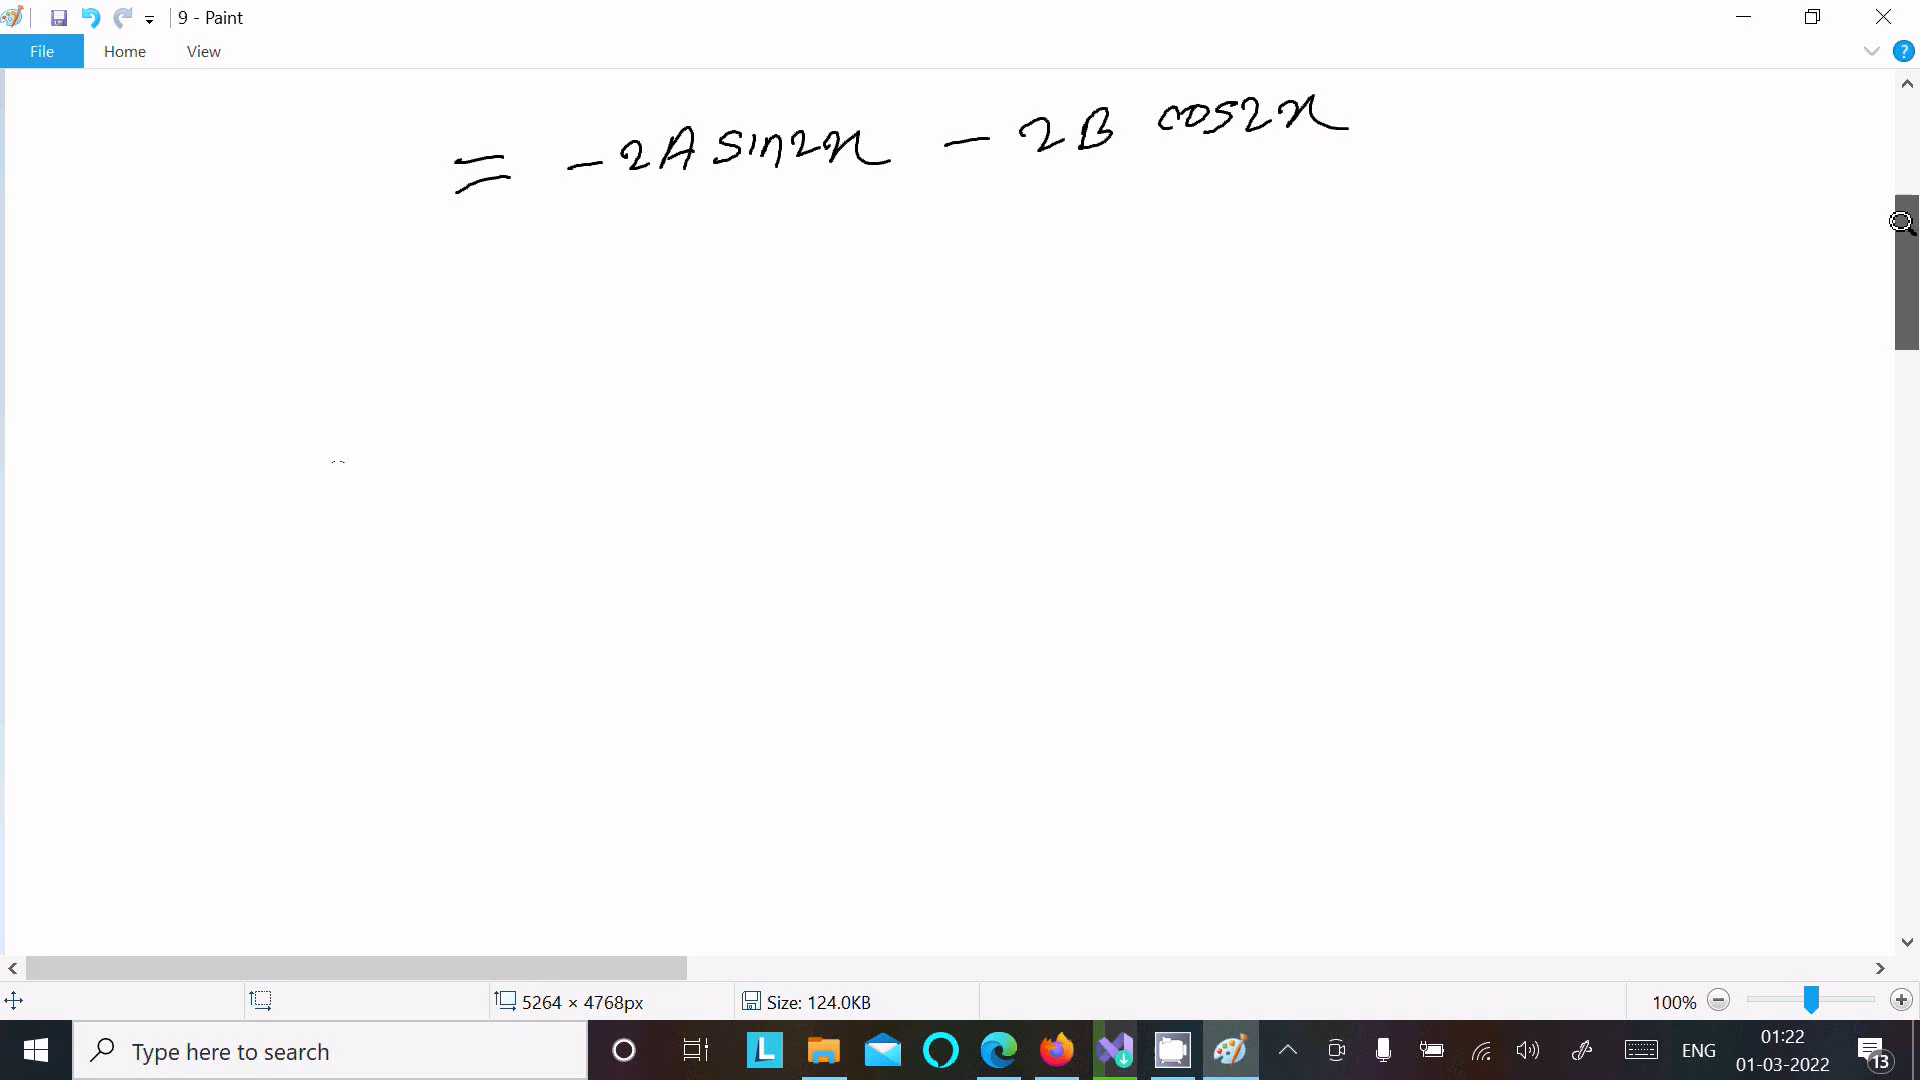 9 - Paint
File Home View
= - 2A sin2x - 2B cos2x
5264 × 4768px Size: 124.0KB 100%
Type here to search
L
ENG
01:22
01-03-2022
13